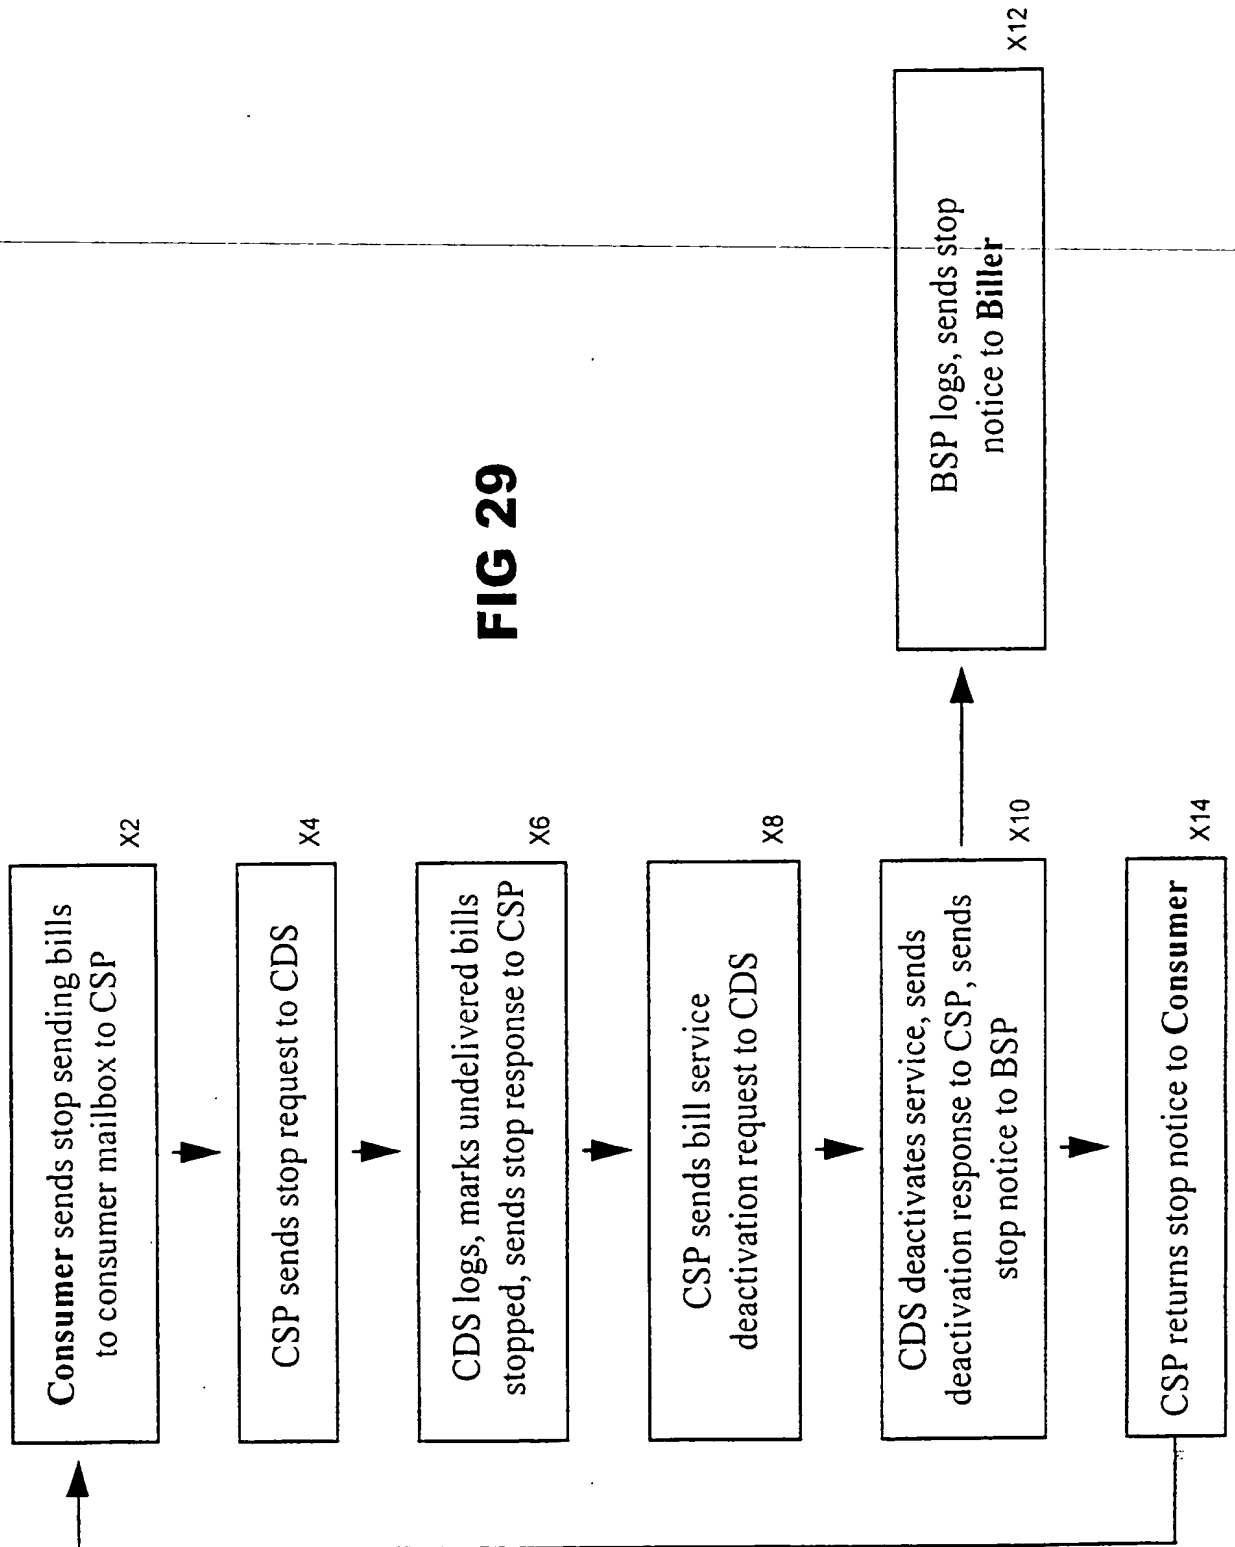 Consumer sends stop sending bills
to consumer mailbox to CSP
X2
CSP sends stop request to CDS
X4
CDS logs, marks undelivered bills
stopped, sends stop response to CSP
X6
CSP sends bill service
deactivation request to CDS
X8
CDS deactivates service, sends
deactivation response to CSP, sends
stop notice to BSP
X10
BSP logs, sends stop
notice to Biller
X12
CSP returns stop notice to Consumer
X14
FIG 29